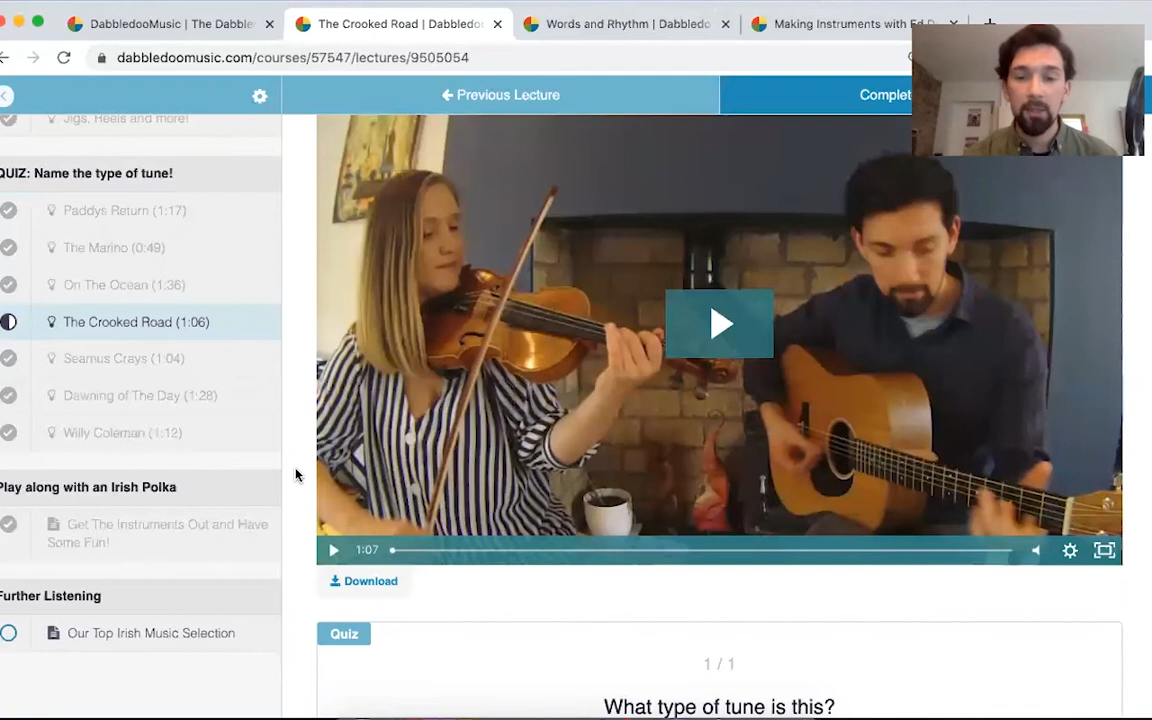 DabbledooMusic | The Dabble
The Crooked Road | Dabbledoo
Words and Rhythm | Dabbledo
Making Instruments with Ed D
dabbledoomusic.com/courses/57547/lectures/9505054
Previous Lecture
Complet
Jigs, Reels and more!
QUIZ: Name the type of tune!
Paddys Return (1:17)
The Marino (0:49)
On The Ocean (1:36)
The Crooked Road (1:06)
Seamus Crays (1:04)
Dawning of The Day (1:28)
Willy Coleman (1:12)
Play along with an Irish Polka
Get The Instruments Out and Have
Some Fun!
Further Listening
Our Top Irish Music Selection
1:07
Download
Quiz
1 / 1
What type of tune is this?